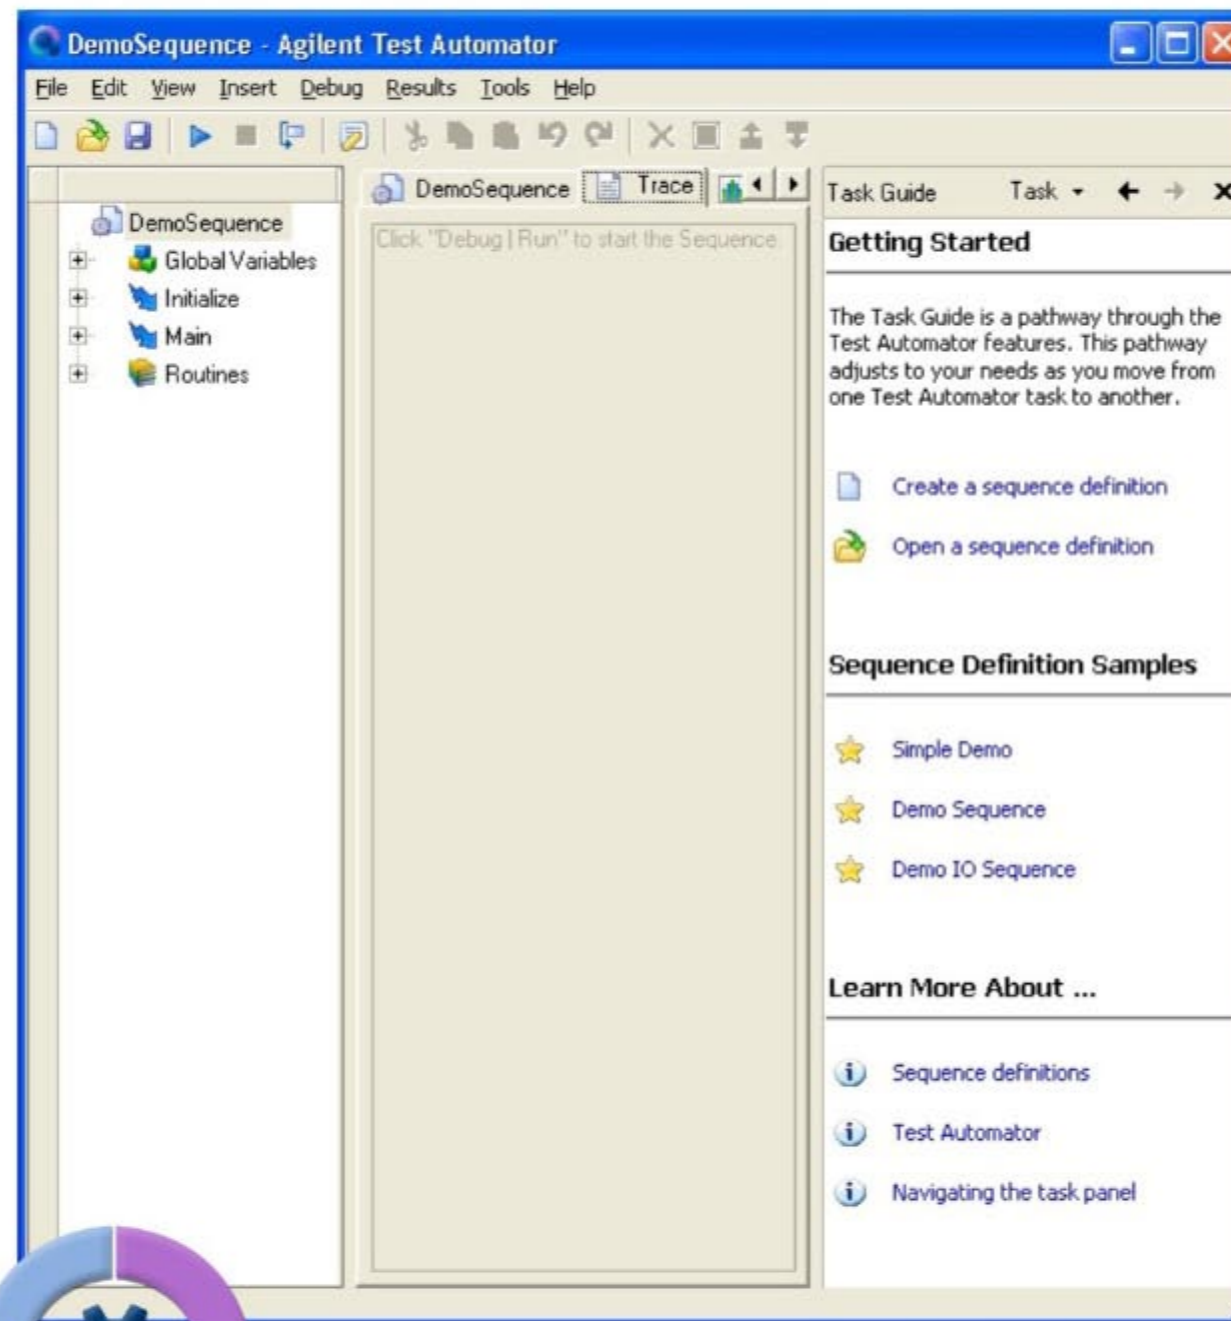 DemoSequence - Agilent Test Automator
File Edit View Insert Debug Results Tools Help
DemoSequence
Global Variables
Initialize
Main
Routines
DemoSequence Trace
Click "Debug | Run" to start the Sequence
Task Guide Task
Getting Started
The Task Guide is a pathway through the
Test Automator features. This pathway
adjusts to your needs as you move from
one Test Automator task to another.
Create a sequence definition
Open a sequence definition
Sequence Definition Samples
Simple Demo
Demo Sequence
Demo IO Sequence
Learn More About ...
Sequence definitions
Test Automator
Navigating the task panel